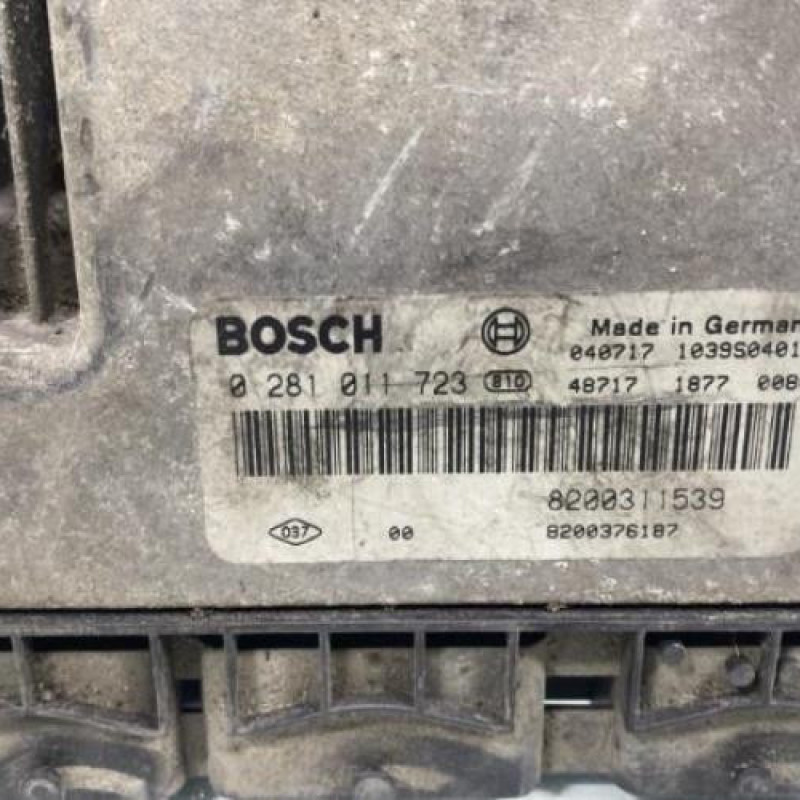 BOSCH
Made in German
040717 1039S0401
0 281 011 723 810 48717 1877 008
8200311539
037 00 8200376187